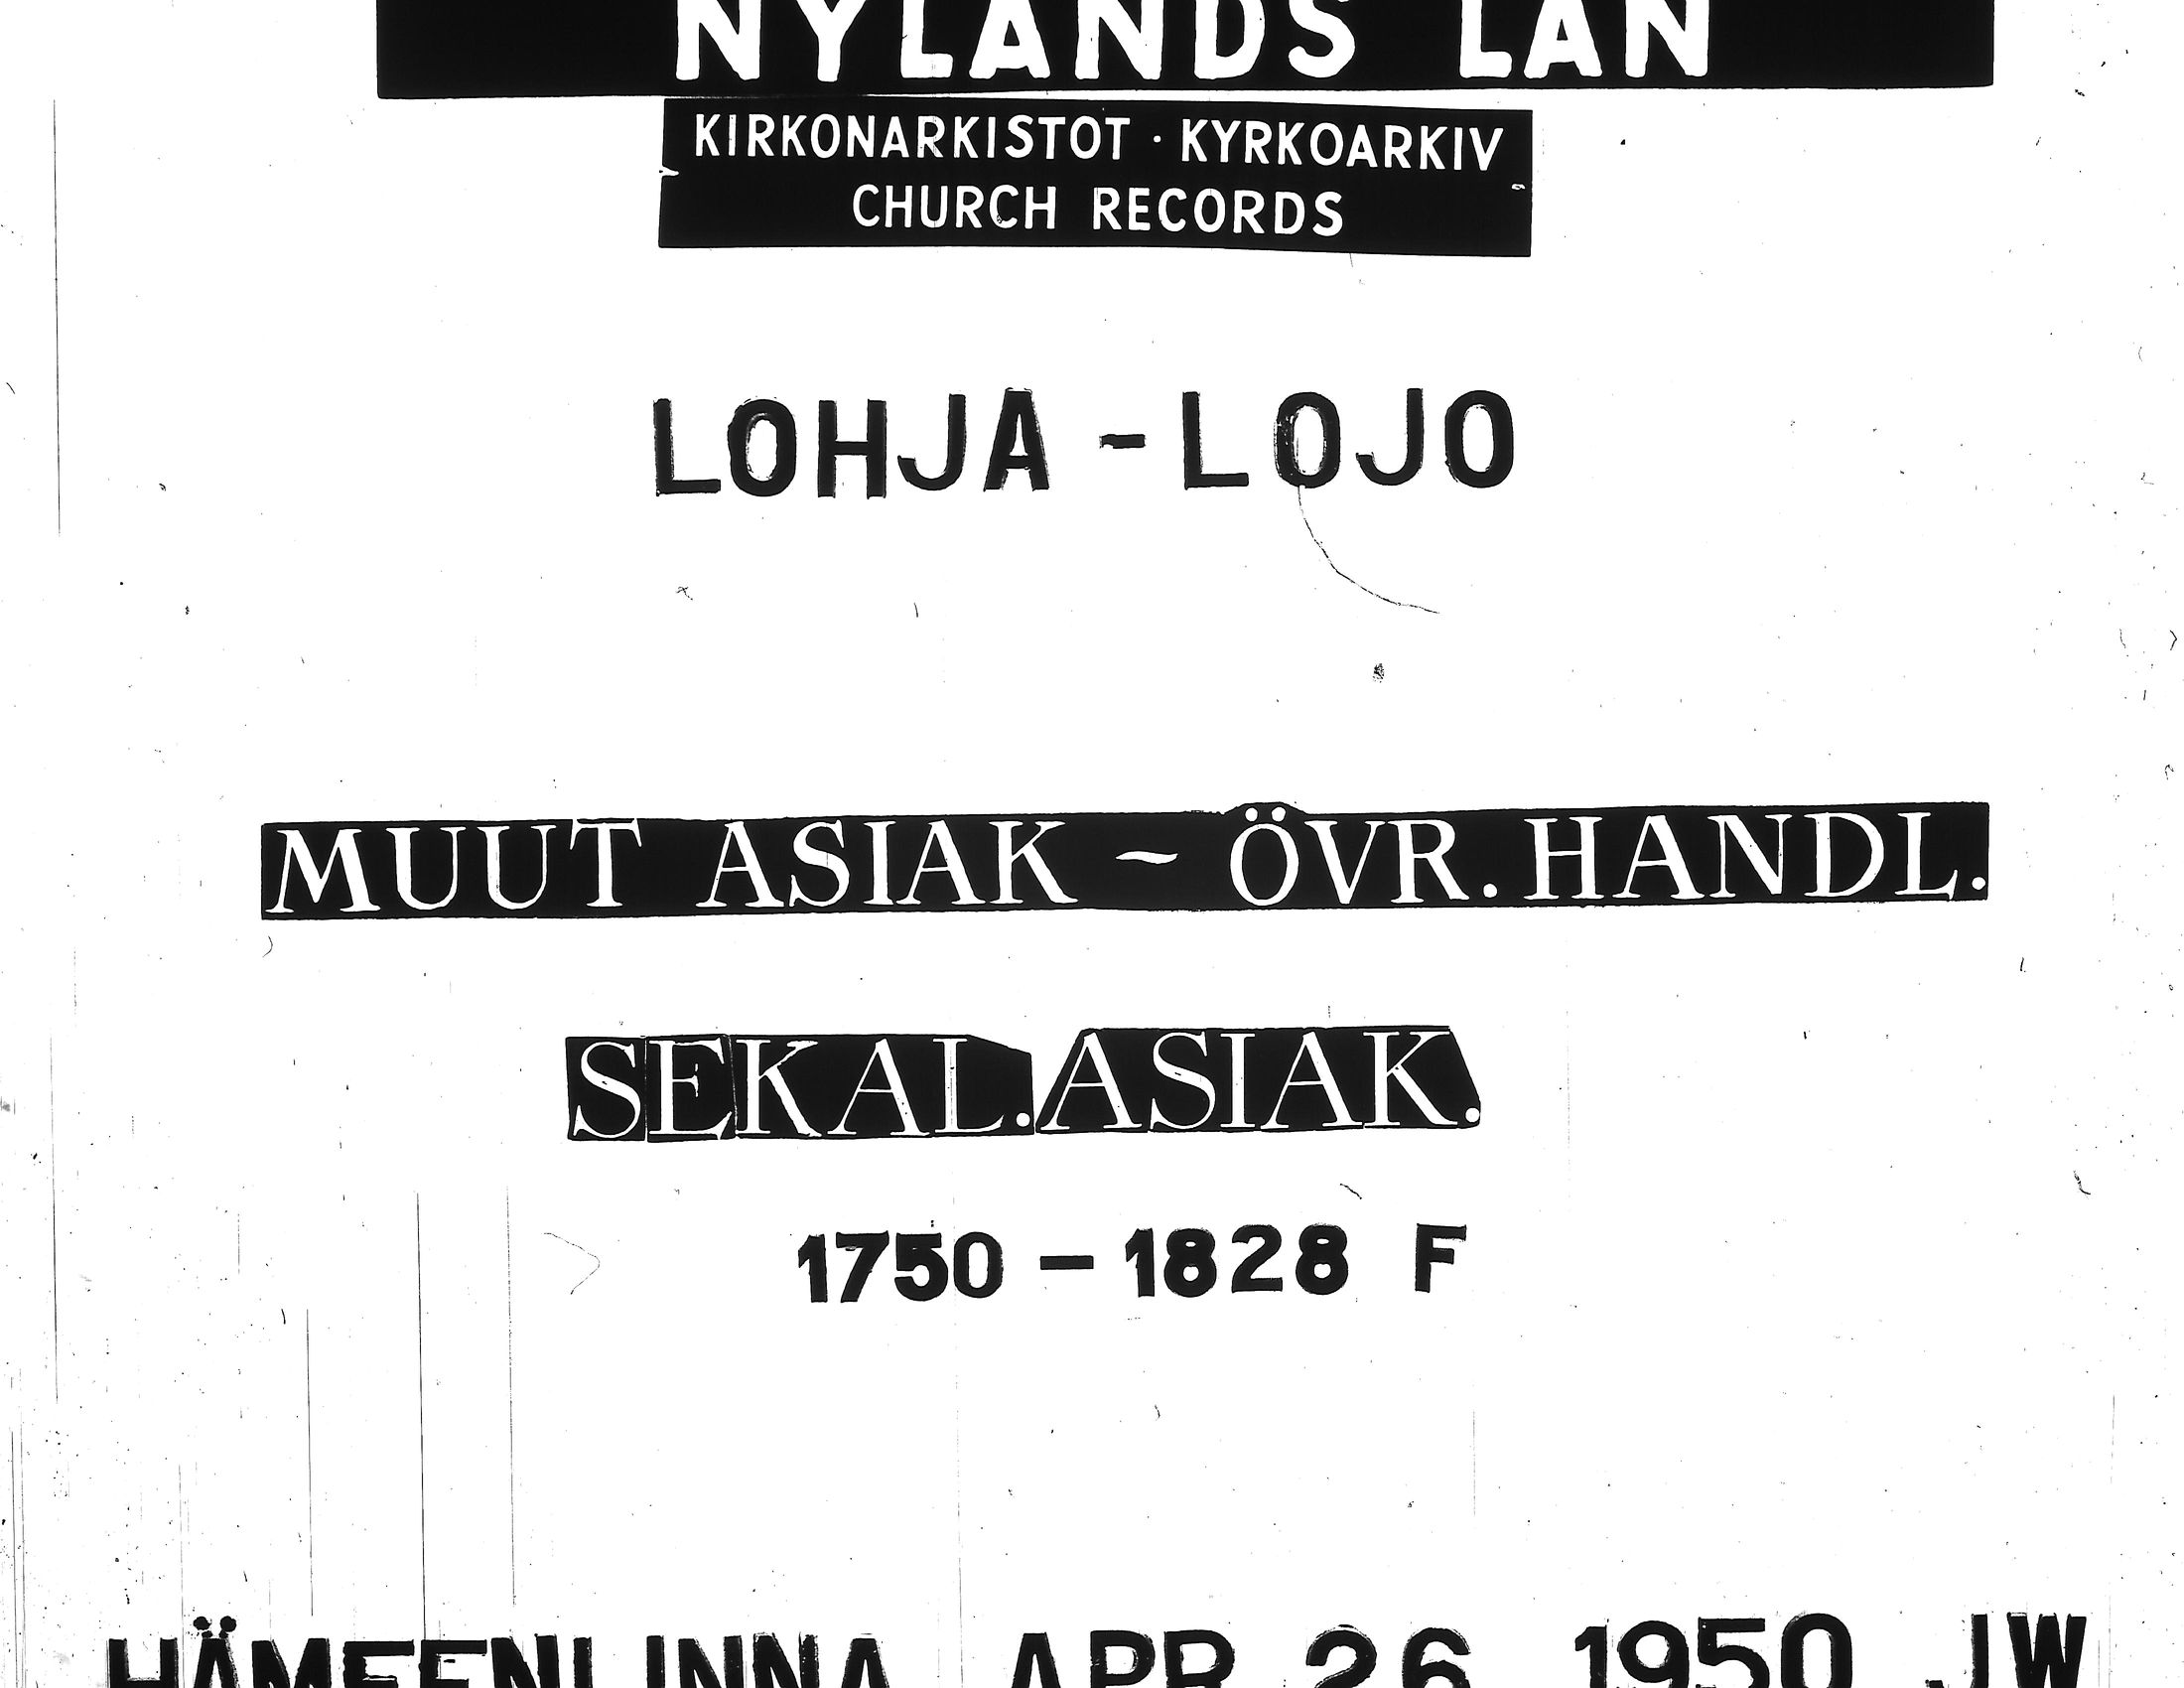 NYLANDS LÄN
KIRKONARKISTOT · KYRKOARKIV
CHURCH RECORDS
LOHJA - LOJO
MUUT ASIAK - ÖVR. HANDL.
SEKAL. ASIAK.
1750 - 1828 F
HÄMEENLINNA APR 26 1950 JW